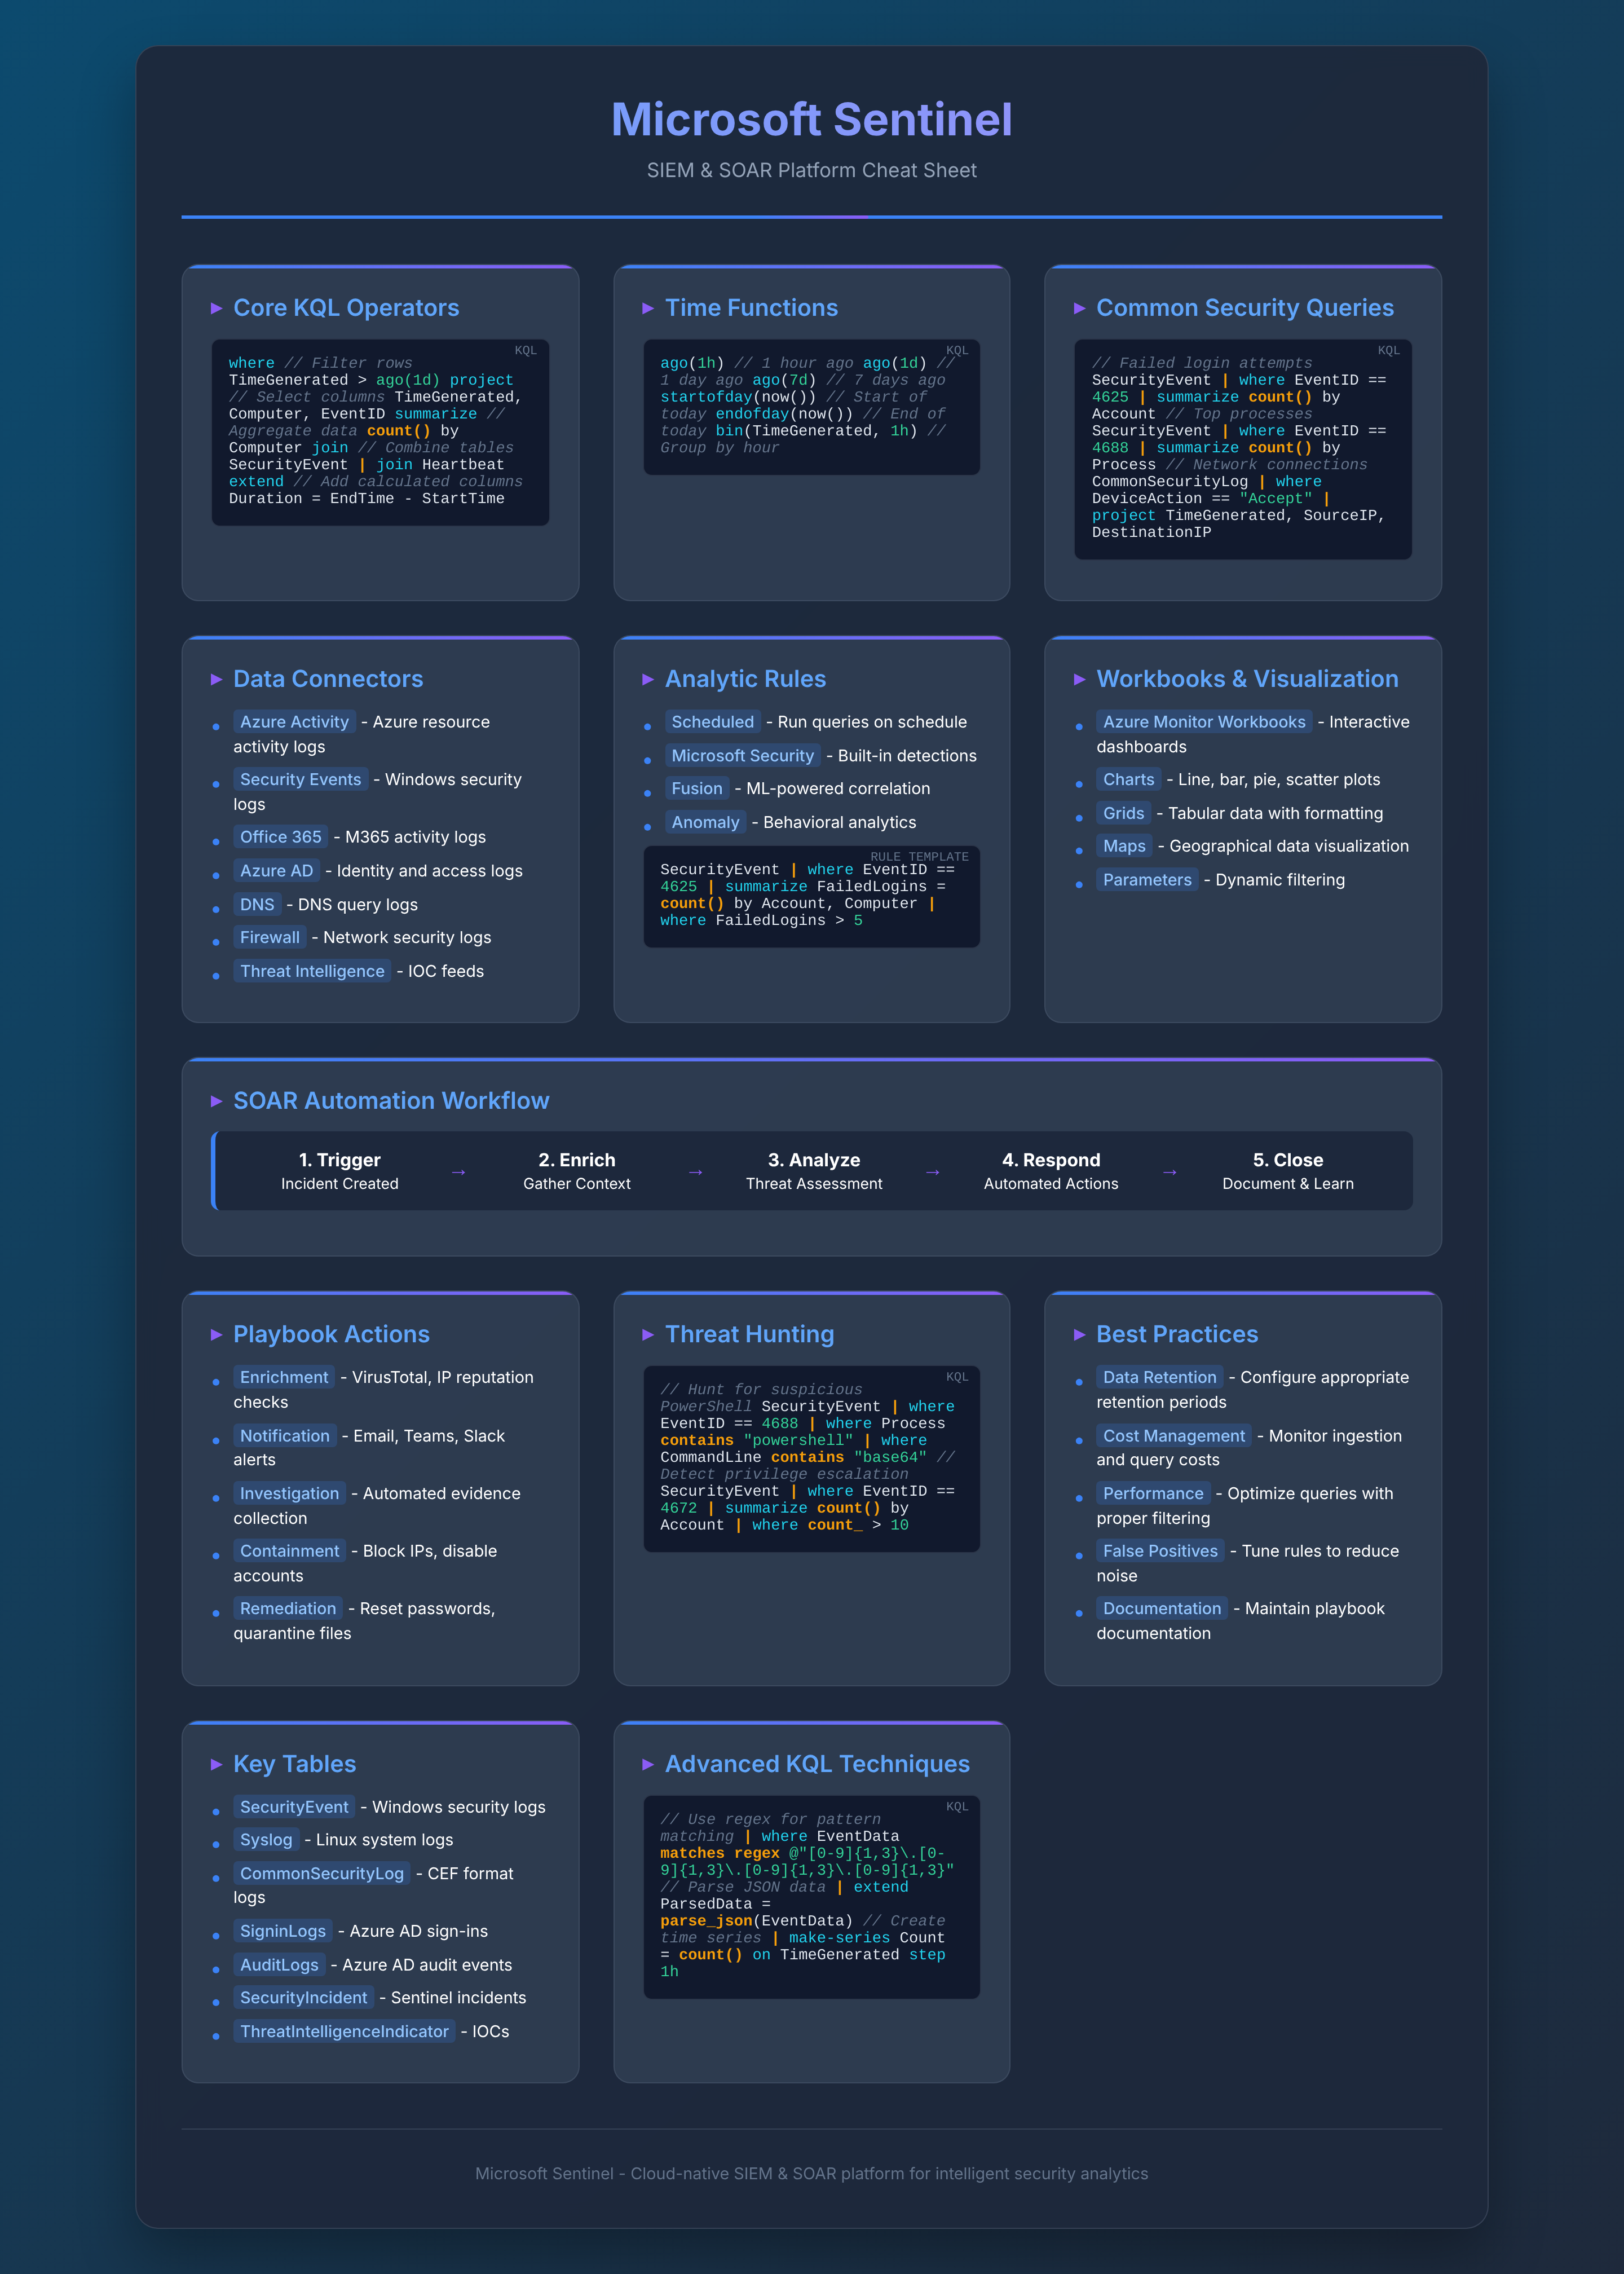 Microsoft Sentinel
SIEM & SOAR Platform Cheat Sheet
Core KQL Operators
KQL
where // Filter rows
TimeGenerated > ago(1d) project
// Select columns TimeGenerated,
Computer, EventID summarize //
Aggregate data count() by
Computer join // Combine tables
SecurityEvent | join Heartbeat
extend // Add calculated columns
Duration = EndTime - StartTime
Time Functions
KQL
ago(1h) // 1 hour ago ago(1d) //
1 day ago ago(7d) // 7 days ago
startofday(now()) // Start of
today endofday(now()) // End of
today bin(TimeGenerated, 1h) //
Group by hour
Common Security Queries
KQL
// Failed login attempts
SecurityEvent | where EventID ==
4625 | summarize count() by
Account // Top processes
SecurityEvent | where EventID ==
4688 | summarize count() by
Process // Network connections
CommonSecurityLog | where
DeviceAction == "Accept" |
project TimeGenerated, SourceIP,
DestinationIP
Data Connectors
Azure Activity - Azure resource
activity logs
Security Events - Windows security
logs
Office 365 - M365 activity logs
Azure AD - Identity and access logs
DNS - DNS query logs
Firewall - Network security logs
Threat Intelligence - IOC feeds
Analytic Rules
Scheduled - Run queries on schedule
Microsoft Security - Built-in detections
Fusion - ML-powered correlation
Anomaly - Behavioral analytics
RULE TEMPLATE
SecurityEvent | where EventID ==
4625 | summarize FailedLogins =
count() by Account, Computer |
where FailedLogins > 5
Workbooks & Visualization
Azure Monitor Workbooks - Interactive
dashboards
Charts - Line, bar, pie, scatter plots
Grids - Tabular data with formatting
Maps - Geographical data visualization
Parameters - Dynamic filtering
SOAR Automation Workflow
1. Trigger
Incident Created
→
2. Enrich
Gather Context
→
3. Analyze
Threat Assessment
→
4. Respond
Automated Actions
→
5. Close
Document & Learn
Playbook Actions
Enrichment - VirusTotal, IP reputation
checks
Notification - Email, Teams, Slack
alerts
Investigation - Automated evidence
collection
Containment - Block IPs, disable
accounts
Remediation - Reset passwords,
quarantine files
Threat Hunting
KQL
// Hunt for suspicious
PowerShell SecurityEvent | where
EventID == 4688 | where Process
contains "powershell" | where
CommandLine contains "base64" //
Detect privilege escalation
SecurityEvent | where EventID ==
4672 | summarize count() by
Account | where count_ > 10
Best Practices
Data Retention - Configure appropriate
retention periods
Cost Management - Monitor ingestion
and query costs
Performance - Optimize queries with
proper filtering
False Positives - Tune rules to reduce
noise
Documentation - Maintain playbook
documentation
Key Tables
SecurityEvent - Windows security logs
Syslog - Linux system logs
CommonSecurityLog - CEF format
logs
SigninLogs - Azure AD sign-ins
AuditLogs - Azure AD audit events
SecurityIncident - Sentinel incidents
ThreatIntelligenceIndicator - IOCs
Advanced KQL Techniques
KQL
// Use regex for pattern
matching | where EventData
matches regex @"[0-
9]{1,3}\.[0-9]{1,3}\.[0-9]{1,3}"
// Parse JSON data | extend
ParsedData =
parse_json(EventData) // Create
time series | make-series Count
= count() on TimeGenerated step
1h
Microsoft Sentinel - Cloud-native SIEM & SOAR platform for intelligent security analytics